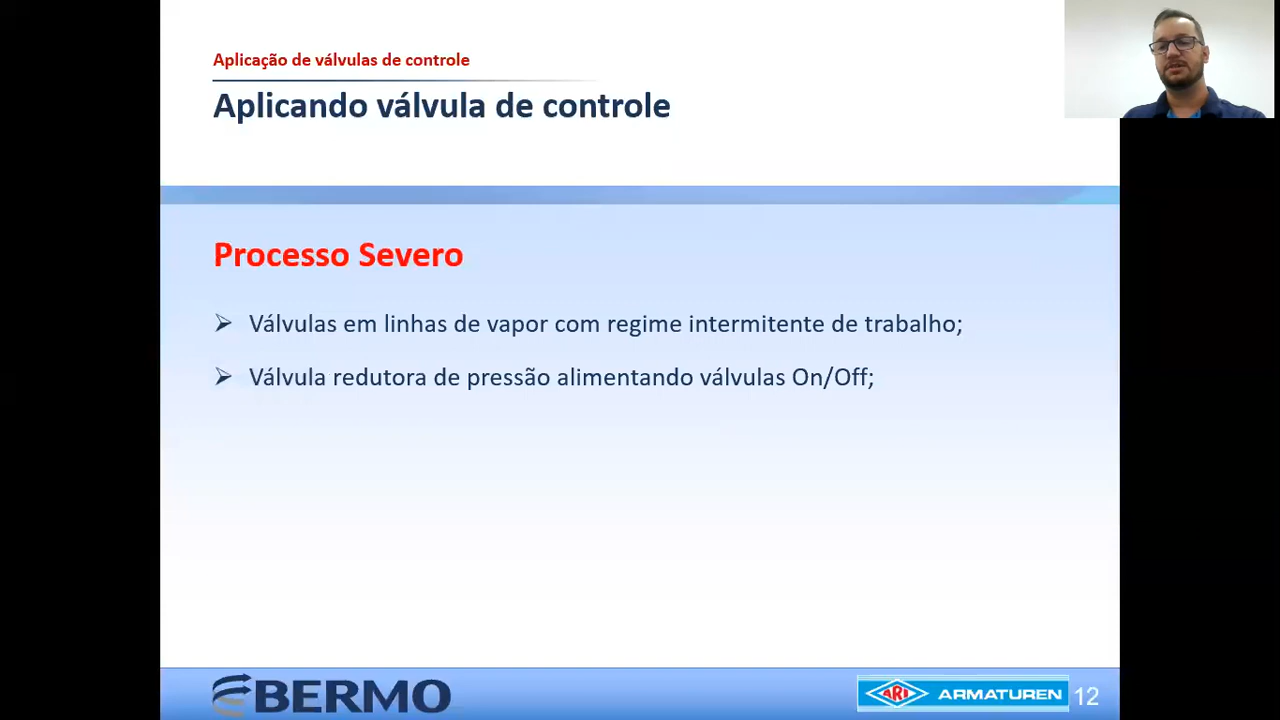 Aplicação de válvulas de controle
Aplicando válvula de controle
Processo Severo
➢ Válvulas em linhas de vapor com regime intermitente de trabalho;
➢ Válvula redutora de pressão alimentando válvulas On/Off;
BERMO
ARI ARMATUREN 12